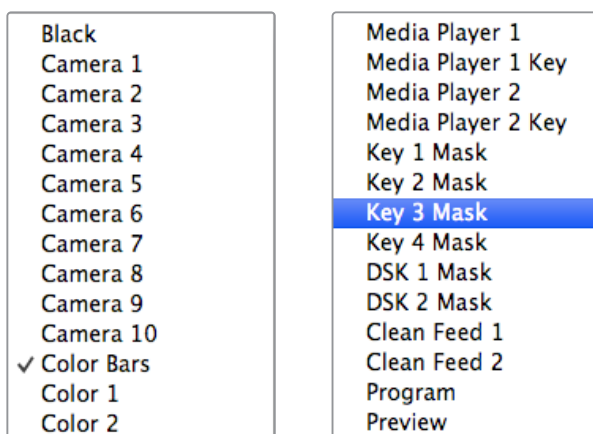 Black
Camera 1
Camera 2
Camera 3
Camera 4
Camera 5
Camera 6
Camera 7
Camera 8
Camera 9
Camera 10
✓ Color Bars
Color 1
Color 2
Media Player 1
Media Player 1 Key
Media Player 2
Media Player 2 Key
Key 1 Mask
Key 2 Mask
Key 3 Mask
Key 4 Mask
DSK 1 Mask
DSK 2 Mask
Clean Feed 1
Clean Feed 2
Program
Preview